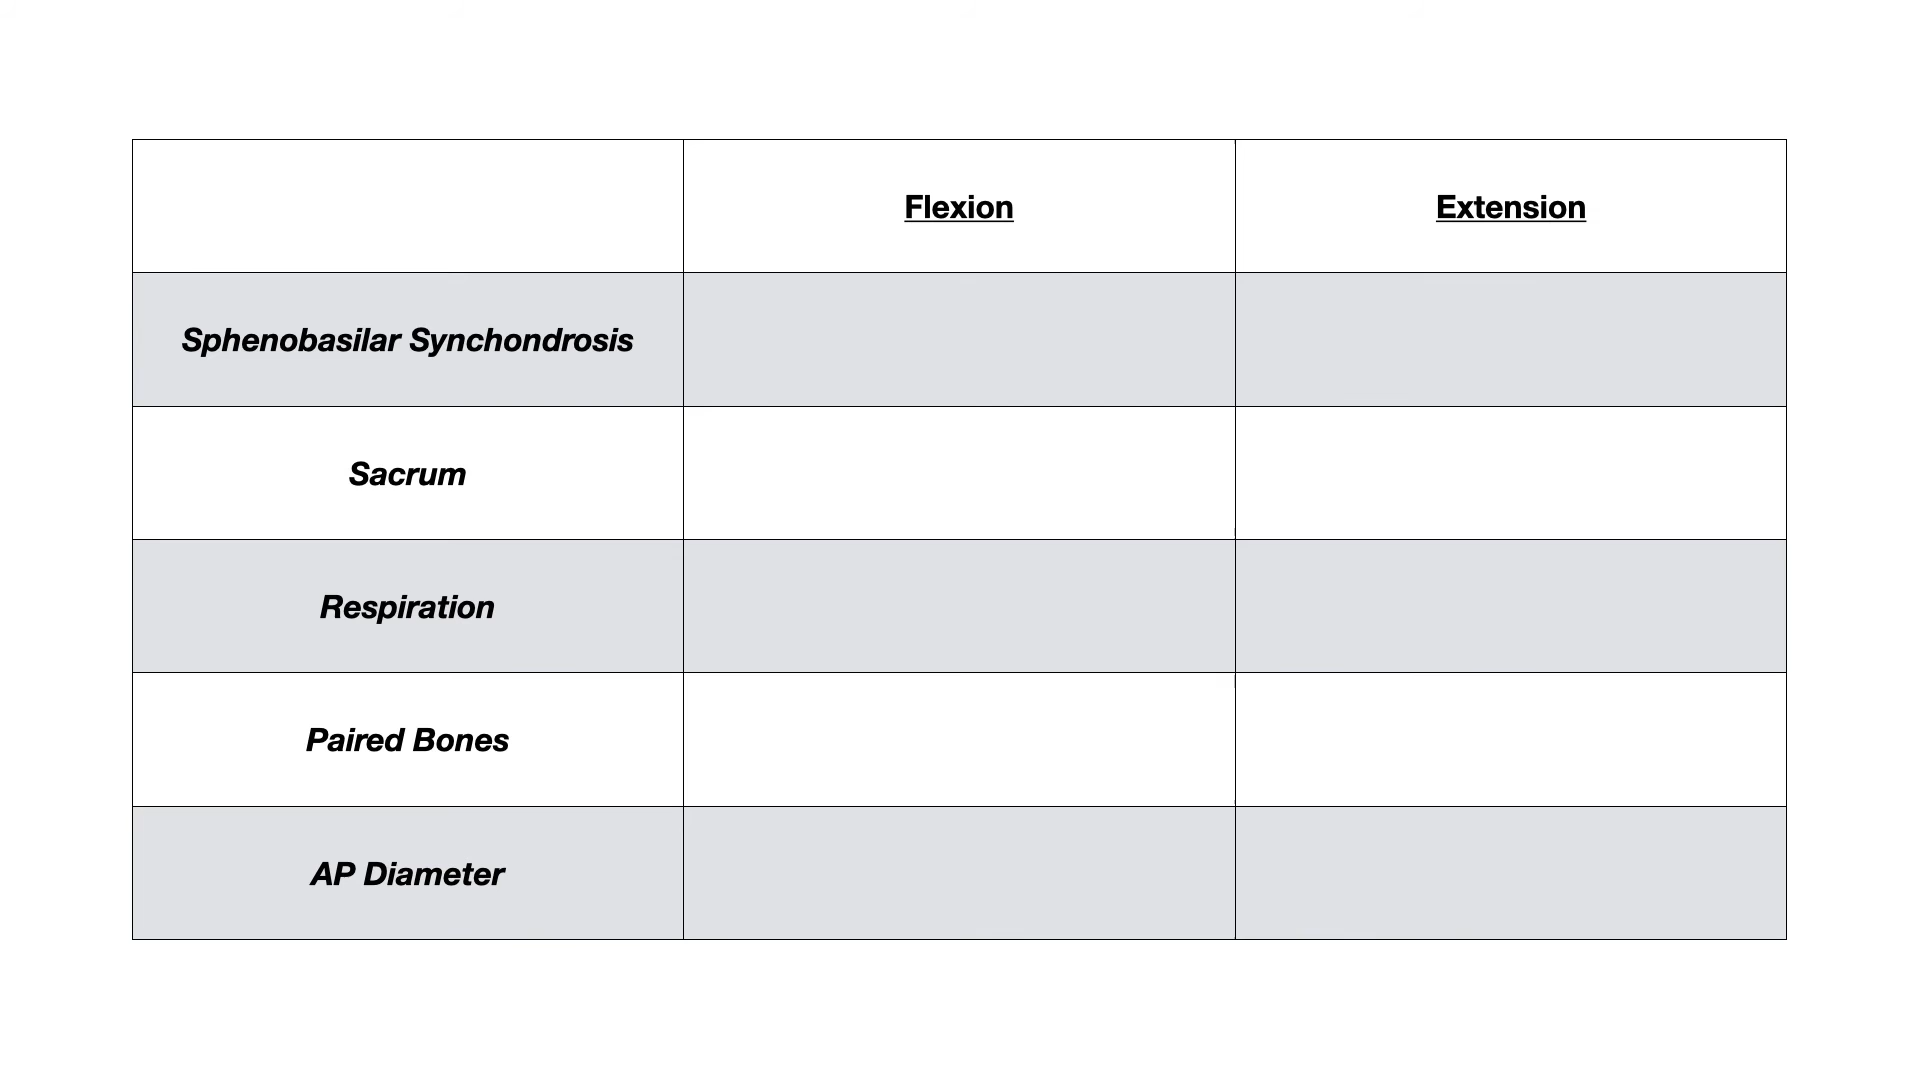 Flexion
Extension
Sphenobasilar Synchondrosis
Sacrum
Respiration
Paired Bones
AP Diameter